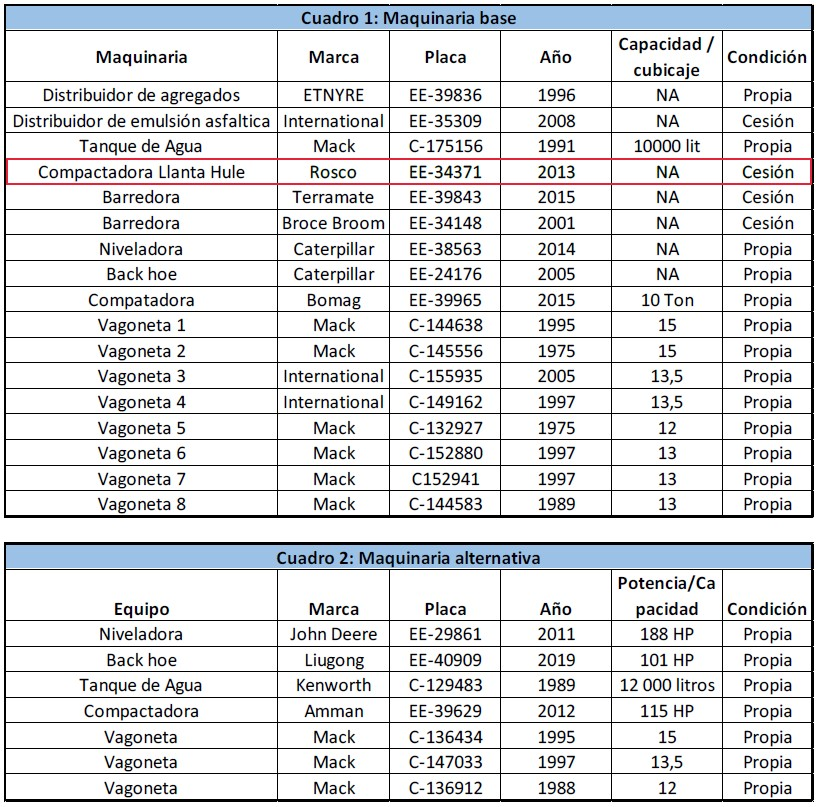 Cuadro 1: Maquinaria base
Maquinaria Marca Placa Año Capacidad / cubicaje Condición
Distribuidor de agregados ETNYRE EE-39836 1996 NA Propia
Distribuidor de emulsión asfaltica International EE-35309 2008 NA Cesión
Tanque de Agua Mack C-175156 1991 10000 lit Propia
Compactadora Llanta Hule Rosco EE-34371 2013 NA Cesión
Barredora Terramate EE-39843 2015 NA Cesión
Barredora Broce Broom EE-34148 2001 NA Cesión
Niveladora Caterpillar EE-38563 2014 NA Propia
Back hoe Caterpillar EE-24176 2005 NA Propia
Compatadora Bomag EE-39965 2015 10 Ton Propia
Vagoneta 1 Mack C-144638 1995 15 Propia
Vagoneta 2 Mack C-145556 1975 15 Propia
Vagoneta 3 International C-155935 2005 13,5 Propia
Vagoneta 4 International C-149162 1997 13,5 Propia
Vagoneta 5 Mack C-132927 1975 12 Propia
Vagoneta 6 Mack C-152880 1997 13 Propia
Vagoneta 7 Mack C152941 1997 13 Propia
Vagoneta 8 Mack C-144583 1989 13 Propia
Cuadro 2: Maquinaria alternativa
Equipo Marca Placa Año Potencia/Ca pacidad Condición
Niveladora John Deere EE-29861 2011 188 HP Propia
Back hoe Liugong EE-40909 2019 101 HP Propia
Tanque de Agua Kenworth C-129483 1989 12 000 litros Propia
Compactadora Amman EE-39629 2012 115 HP Propia
Vagoneta Mack C-136434 1995 15 Propia
Vagoneta Mack C-147033 1997 13,5 Propia
Vagoneta Mack C-136912 1988 12 Propia